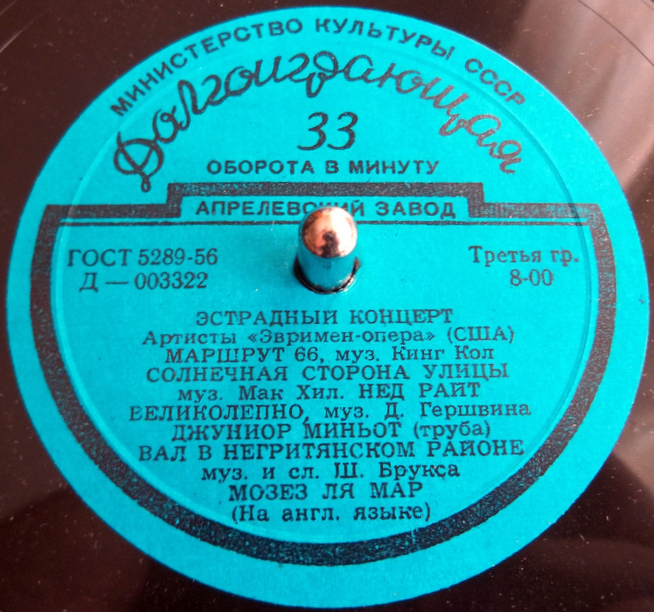 МИНИСТЕРСТВО КУЛЬТУРЫ СССР
Долгоиграющая
33
ОБОРОТА В МИНУТУ
АПРЕЛЕВСКИЙ ЗАВОД
ГОСТ 5289-56
Д — 003322
Третья гр.
8-00
ЭСТРАДНЫЙ КОНЦЕРТ
Артисты «Эвримен-опера» (США)
МАРШРУТ 66, муз. Кинг Кол
СОЛНЕЧНАЯ СТОРОНА УЛИЦЫ
муз. Мак Хил. НЕД РАЙТ
ВЕЛИКОЛЕПНО, муз. Д. Гершвина
ДЖУНИОР МИНЬОТ (труба)
ВАЛ В НЕГРИТЯНСКОМ РАЙОНЕ
муз. и сл. Ш. Брукса
МОЗЕЗ ЛЯ МАР
(На англ. языке)